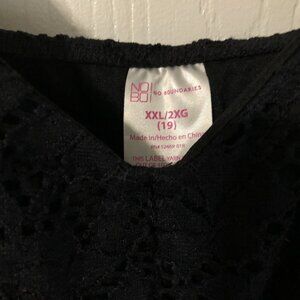 NO!
BO!
NO BOUNDARIES
XXL/2XG
(19)
Made in/Hecho en China
THIS LABEL